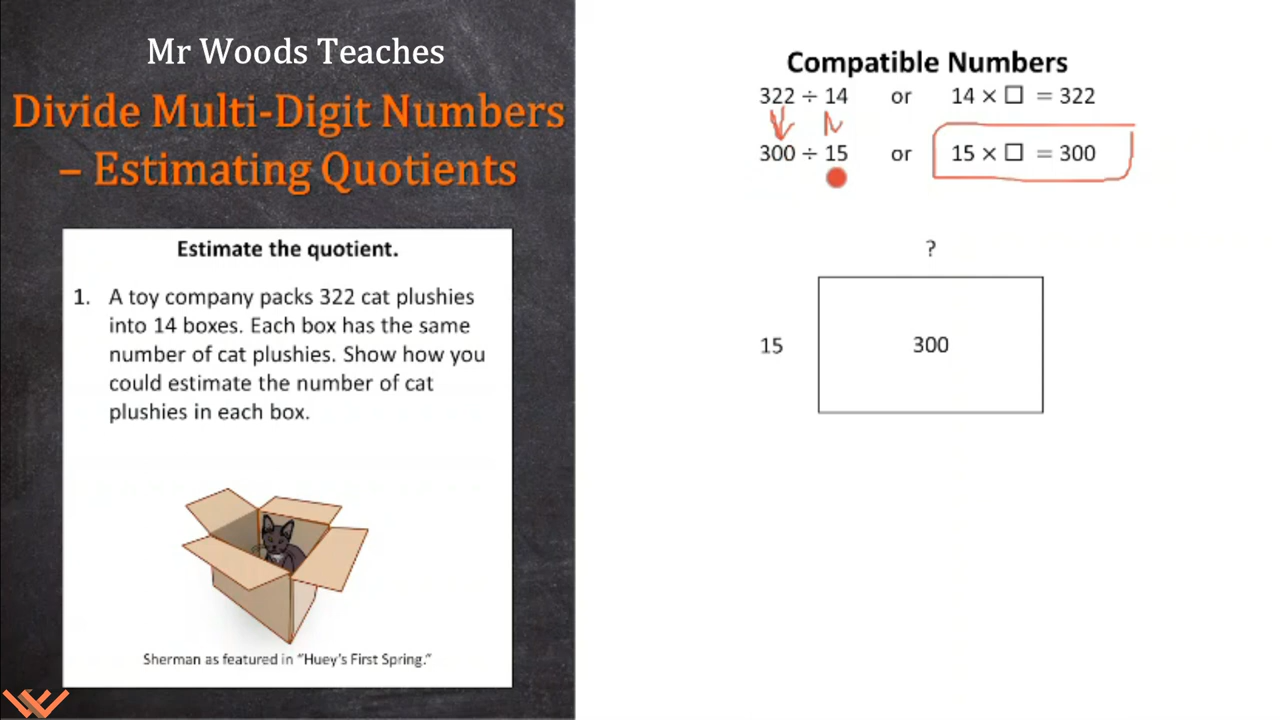 Mr Woods Teaches
Divide Multi-Digit Numbers
– Estimating Quotients
Estimate the quotient.
1. A toy company packs 322 cat plushies
into 14 boxes. Each box has the same
number of cat plushies. Show how you
could estimate the number of cat
plushies in each box.
Sherman as featured in “Huey’s First Spring.”
Compatible Numbers
322 ÷ 14 or 14 × □ = 322
300 ÷ 15 or 15 × □ = 300
?
15 300